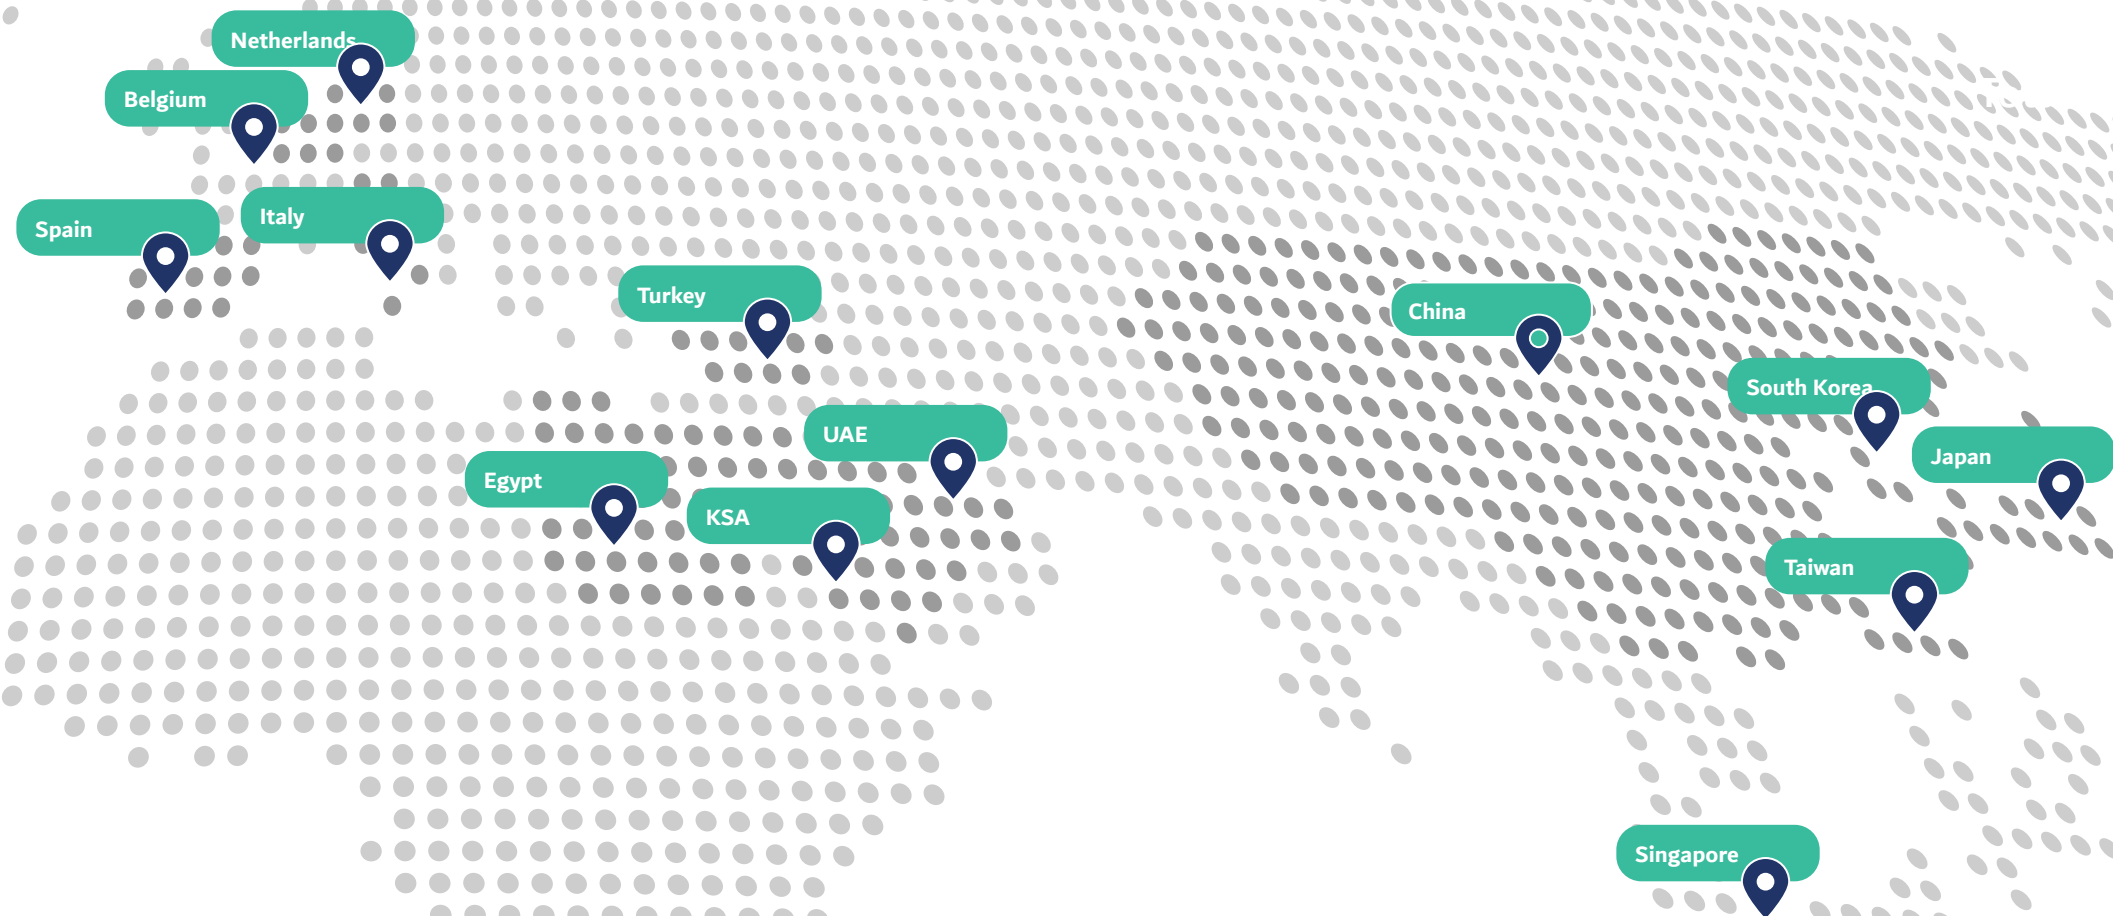 Netherlands
Belgium
Spain
Italy
Turkey
China
South Korea
UAE
Japan
Egypt
KSA
Taiwan
Singapore